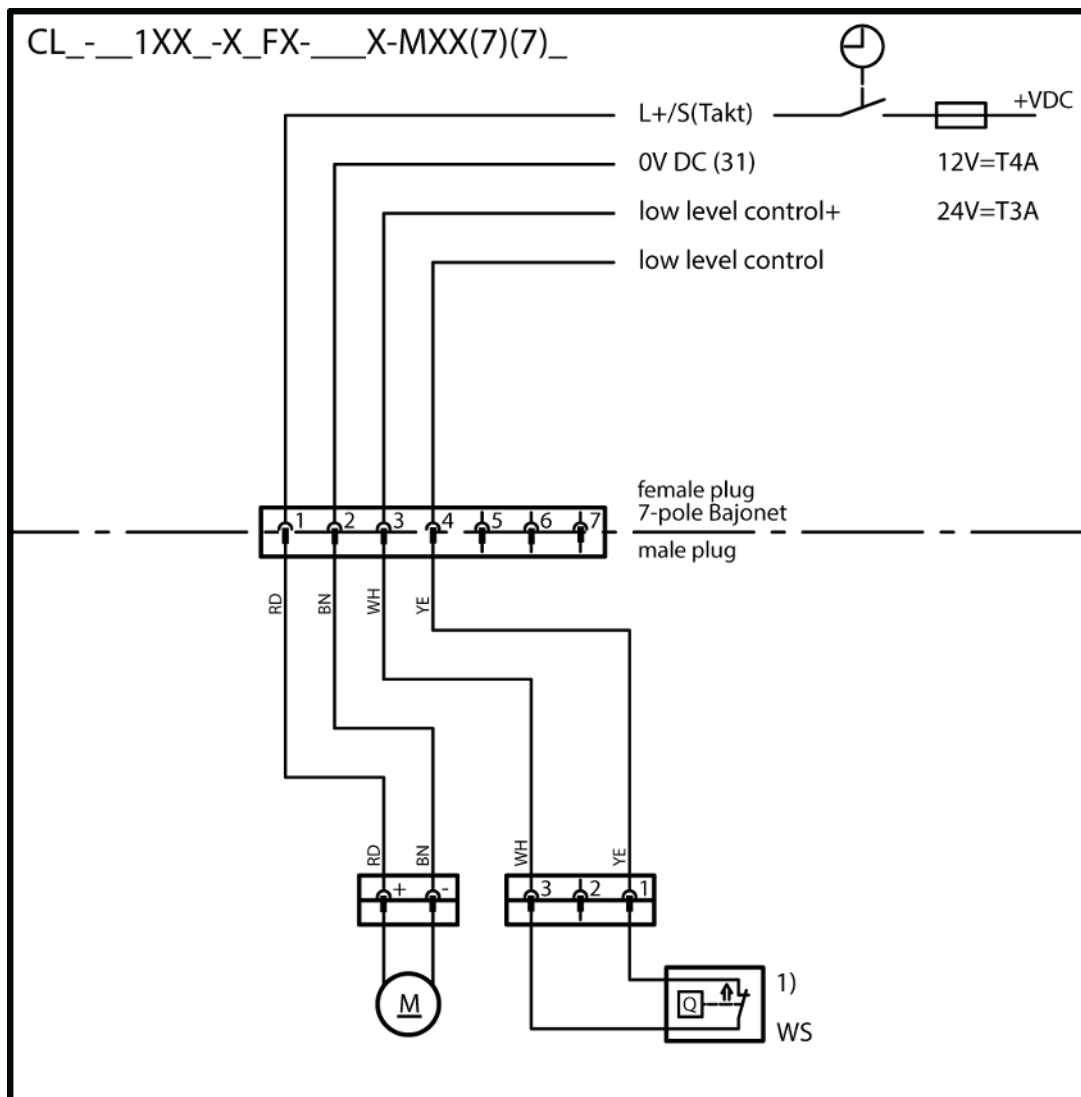 CL_-__1XX_-X_FX-___X-MXX(7)(7)_
L+/S(Takt)
+VDC
0V DC (31)
12V=T4A
low level control+
24V=T3A
low level control
female plug
7-pole Bajonet
male plug
1 2 3 4 5 6 7
RD BN WH YE
RD BN WH YE
+ -
3 2 1
M
Q
1)
WS